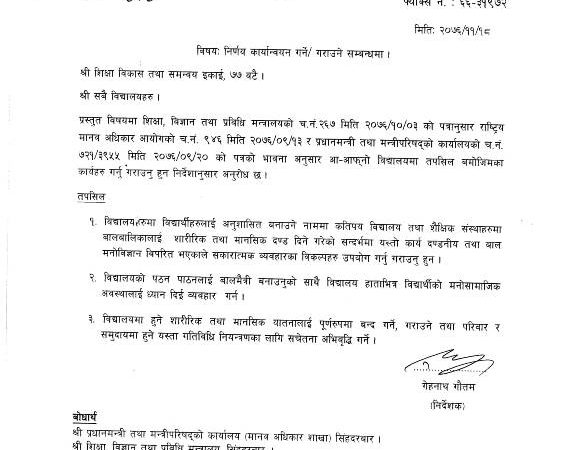 फ्याक्स नं. : ६६-३५९७२
मिति: २०७६/११/१८
विषय: निर्णय कार्यान्वयन गर्ने/ गराउने सम्बन्धमा ।
श्री शिक्षा विकास तथा समन्वय इकाई, ७७ वटै ।
श्री सबै विद्यालयहरु ।
प्रस्तुत विषयमा शिक्षा, विज्ञान तथा प्रविधि मन्त्रालयको च.नं.२६७ मिति २०७६/१०/०३ को पत्रानुसार राष्ट्रिय
मानव अधिकार आयोगको च.नं. ९४६ मिति २०७६/०९/१३ र प्रधानमन्त्री तथा मन्त्रीपरिषद्को कार्यालयको च.नं.
७२१/३९५५ मिति २०७६/०९/२० को पत्रको भावना अनुसार आ-आफ्नो विद्यालयमा तपसिल बमोजिमका
कार्यहरु गर्नु गराउनु हुन निर्देशानुसार अनुरोध छ ।
तपसिल
१. विद्यालयहरुमा विद्यार्थीहरुलाई अनुशासित बनाउने नाममा कतिपय विद्यालय तथा शैक्षिक संस्थाहरुमा
बालबालिकालाई शारीरिक तथा मानसिक दण्ड दिने गरेको सन्दर्भमा यस्तो कार्य दण्डनीय तथा बाल
मनोविज्ञान विपरित भएकाले सकारात्मक व्यवहारका विकल्पहरु उपयोग गर्नु गराउनु हुन ।
२. विद्यालयको पठन पाठनलाई बालमैत्री बनाउनुको साथै विद्यालय हाताभित्र विद्यार्थीको मनोसामाजिक
अवस्थालाई ध्यान दिई व्यवहार गर्न ।
३. विद्यालयमा हुने शारीरिक तथा मानसिक यातनालाई पूर्णरुपमा बन्द गर्ने, गराउने तथा परिवार र
समुदायमा हुने यस्ता गतिविधि नियन्त्रणका लागि सचेतना अभिवृद्धि गर्ने ।
गेहनाथ गौतम
(निर्देशक)
बोधार्थ
श्री प्रधानमन्त्री तथा मन्त्रीपरिषद्को कार्यालय (मानव अधिकार शाखा) सिंहदरबार ।
श्री शिक्षा, विज्ञान तथा प्रविधि मन्त्रालय, सिंहदरबार ।